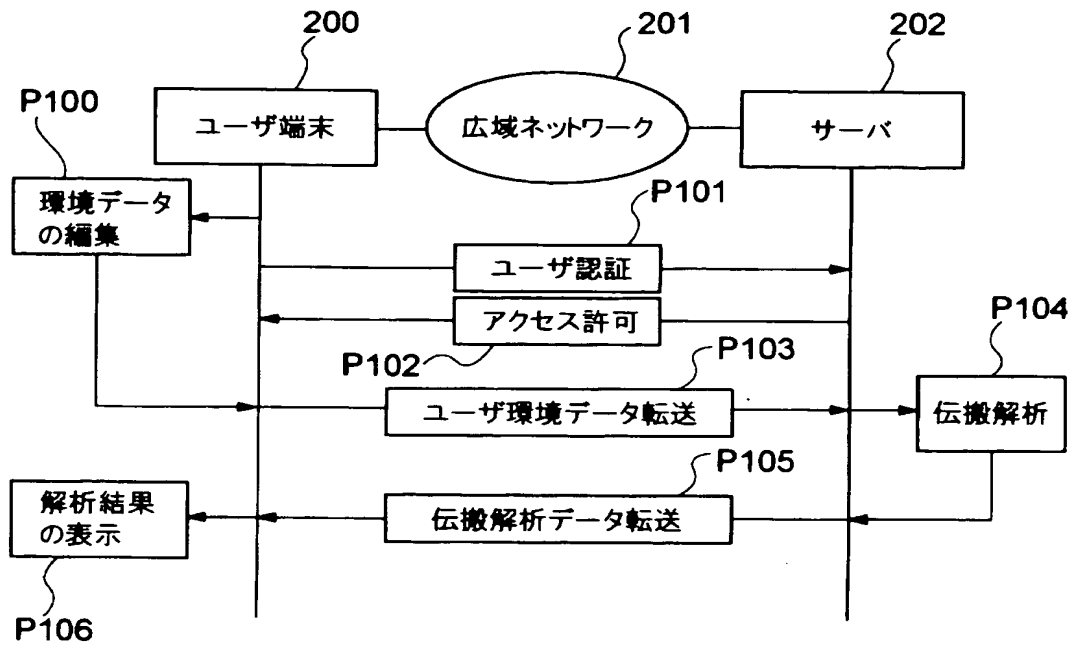 200
201
202
P100
ユーザ端末
広域ネットワーク
サーバ
環境データ
の編集
P101
ユーザ認証
アクセス許可
P102
P103
P104
ユーザ環境データ転送
伝搬解析
P105
解析結果
の表示
伝搬解析データ転送
P106